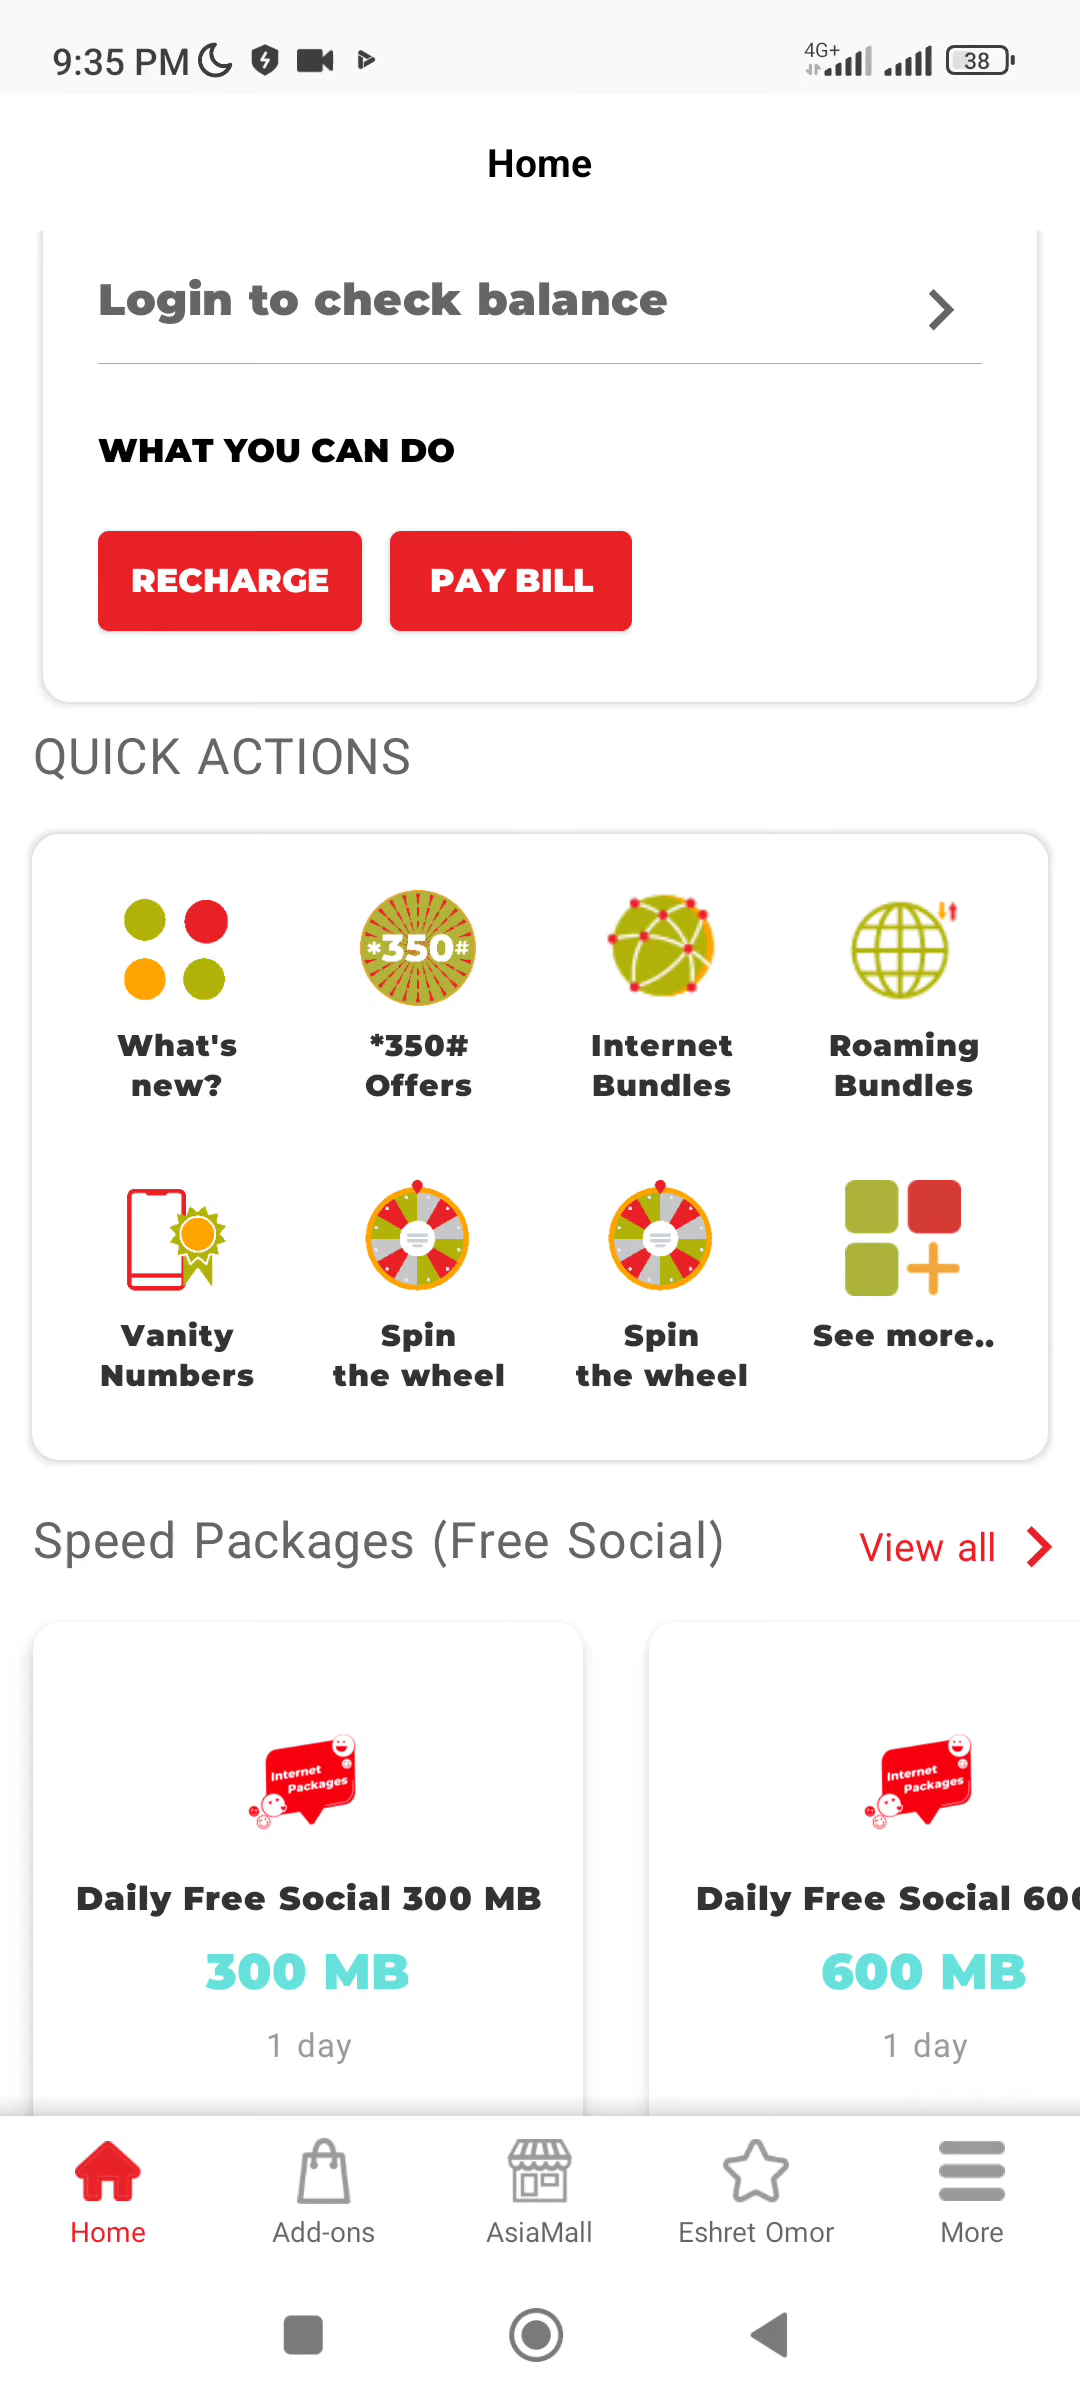 9:35 PM
4G+
38
Home
Login to check balance
WHAT YOU CAN DO
RECHARGE
PAY BILL
QUICK ACTIONS
*350#
What's
new?
*350#
Offers
Internet
Bundles
Roaming
Bundles
Vanity
Numbers
Spin
the wheel
Spin
the wheel
See more..
Speed Packages (Free Social)
View all
Internet
Packages
Daily Free Social 300 MB
300 MB
1 day
Internet
Packages
Daily Free Social 600
600 MB
1 day
Home
Add-ons
AsiaMall
Eshret Omor
More